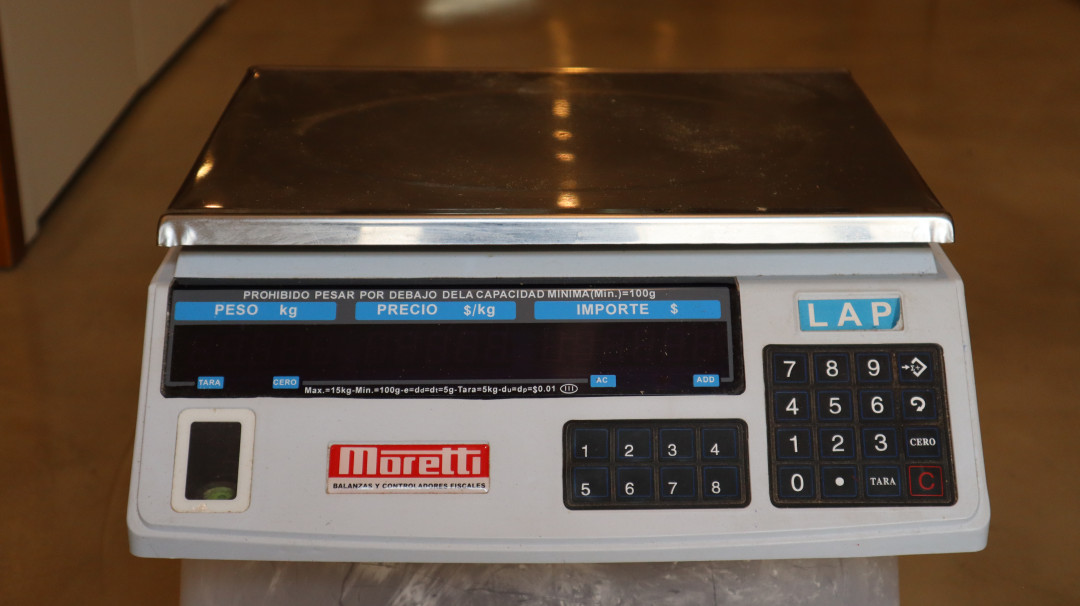 PROHIBIDO PESAR POR DEBAJO DELA CAPACIDAD MINIMA(Min.)=100g
PESO kg PRECIO $/kg IMPORTE $
TARA CERO AC ADD
Max.=15kg-Min.=100g-e=dd=dt=5g-Tara=5kg-du=dp=$0.01 III
LAP
7 8 9
4 5 6
1 2 3 CERO
0 . TARA C
Moretti
BALANZAS Y CONTROLADORES FISCALES
1 2 3 4
5 6 7 8